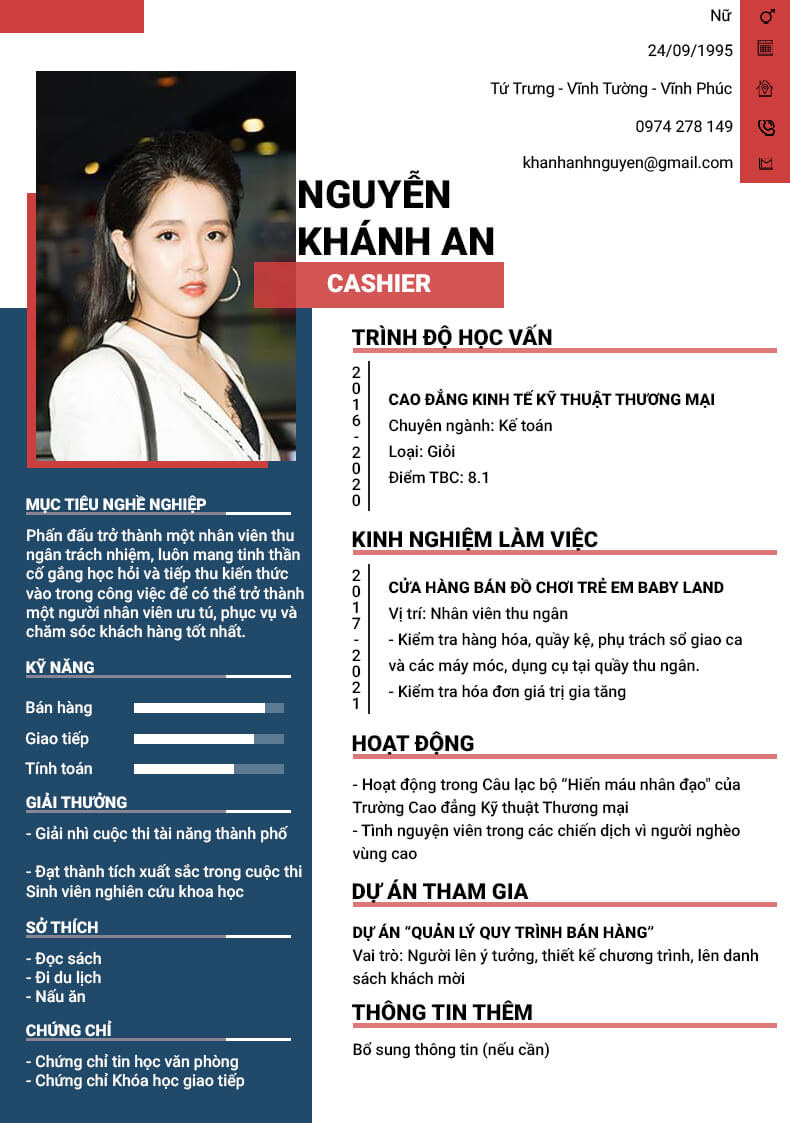 Nữ
24/09/1995
Tứ Trưng - Vĩnh Tường - Vĩnh Phúc
0974 278 149
khanhanhnguyen@gmail.com
NGUYỄN
KHÁNH AN
CASHIER
MỤC TIÊU NGHỀ NGHIỆP
Phấn đấu trở thành một nhân viên thu
ngân trách nhiệm, luôn mang tinh thần
cố gắng học hỏi và tiếp thu kiến thức
vào trong công việc để có thể trở thành
một người nhân viên ưu tú, phục vụ và
chăm sóc khách hàng tốt nhất.
KỸ NĂNG
Bán hàng
Giao tiếp
Tính toán
GIẢI THƯỞNG
- Giải nhì cuộc thi tài năng thành phố
- Đạt thành tích xuất sắc trong cuộc thi
Sinh viên nghiên cứu khoa học
SỞ THÍCH
- Đọc sách
- Đi du lịch
- Nấu ăn
CHỨNG CHỈ
- Chứng chỉ tin học văn phòng
- Chứng chỉ Khóa học giao tiếp
TRÌNH ĐỘ HỌC VẤN
2016-2020
CAO ĐẲNG KINH TẾ KỸ THUẬT THƯƠNG MẠI
Chuyên ngành: Kế toán
Loại: Giỏi
Điểm TBC: 8.1
KINH NGHIỆM LÀM VIỆC
2017-2021
CỬA HÀNG BÁN ĐỒ CHƠI TRẺ EM BABY LAND
Vị trí: Nhân viên thu ngân
- Kiểm tra hàng hóa, quầy kệ, phụ trách sổ giao ca
và các máy móc, dụng cụ tại quầy thu ngân.
- Kiểm tra hóa đơn giá trị gia tăng
HOẠT ĐỘNG
- Hoạt động trong Câu lạc bộ “Hiến máu nhân đạo" của
Trường Cao đẳng Kỹ thuật Thương mại
- Tình nguyện viên trong các chiến dịch vì người nghèo
vùng cao
DỰ ÁN THAM GIA
DỰ ÁN “QUẢN LÝ QUY TRÌNH BÁN HÀNG”
Vai trò: Người lên ý tưởng, thiết kế chương trình, lên danh
sách khách mời
THÔNG TIN THÊM
Bổ sung thông tin (nếu cần)